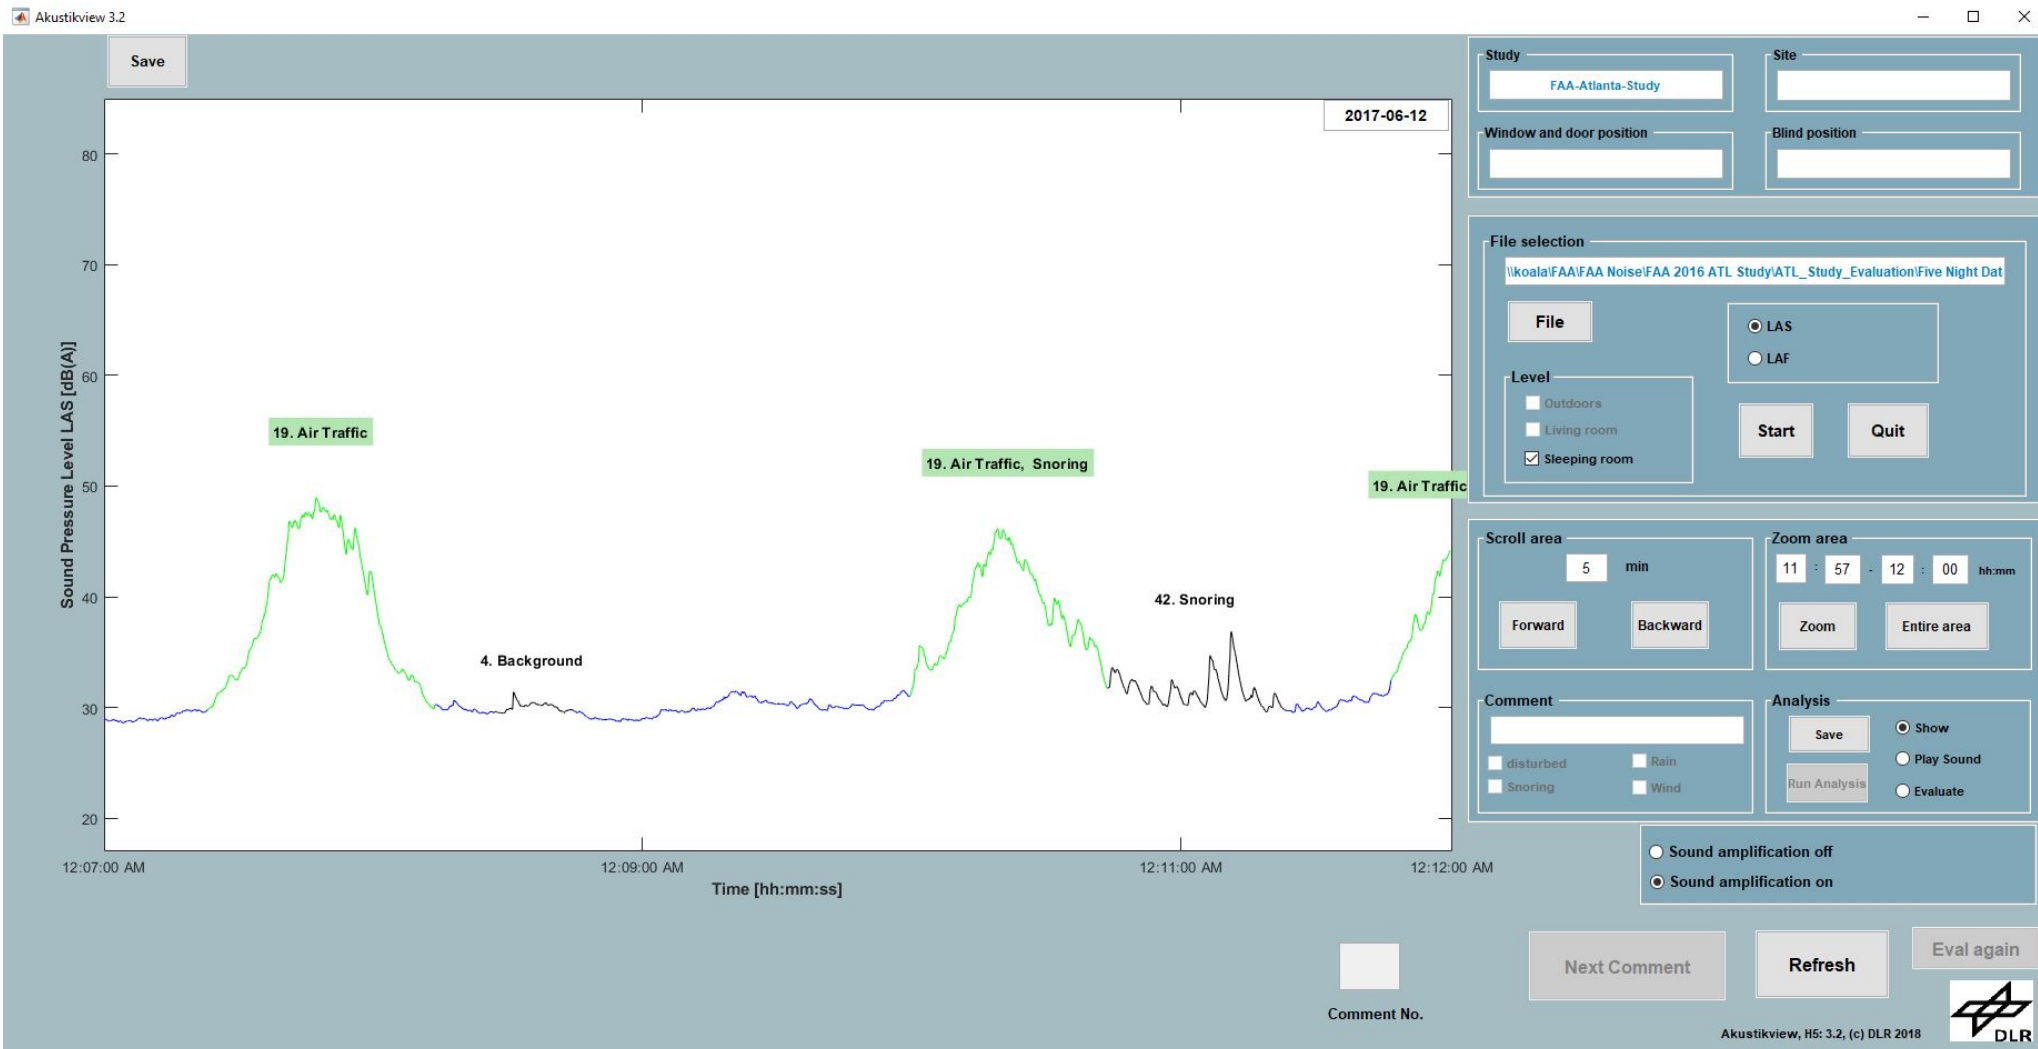 Akustikview 3.2
Save
2017-06-12
80
70
60
50
40
30
20
Sound Pressure Level LAS [dB(A)]
19. Air Traffic
4. Background
19. Air Traffic, Snoring
42. Snoring
19. Air Traffic
12:07:00 AM
12:09:00 AM
12:11:00 AM
12:12:00 AM
Time [hh:mm:ss]
Study
FAA-Atlanta-Study
Site
Window and door position
Blind position
File selection
\\koala\FAA\FAA Noise\FAA 2016 ATL Study\ATL_Study_Evaluation\Five Night Dat
File
LAS
LAF
Level
Outdoors
Living room
Sleeping room
Start
Quit
Scroll area
5 min
Forward
Backward
Zoom area
11 : 57 - 12 : 00 hh:mm
Zoom
Entire area
Comment
disturbed
Rain
Snoring
Wind
Analysis
Save
Run Analysis
Show
Play Sound
Evaluate
Sound amplification off
Sound amplification on
Comment No.
Next Comment
Refresh
Eval again
Akustikview, H5: 3.2, (c) DLR 2018
DLR